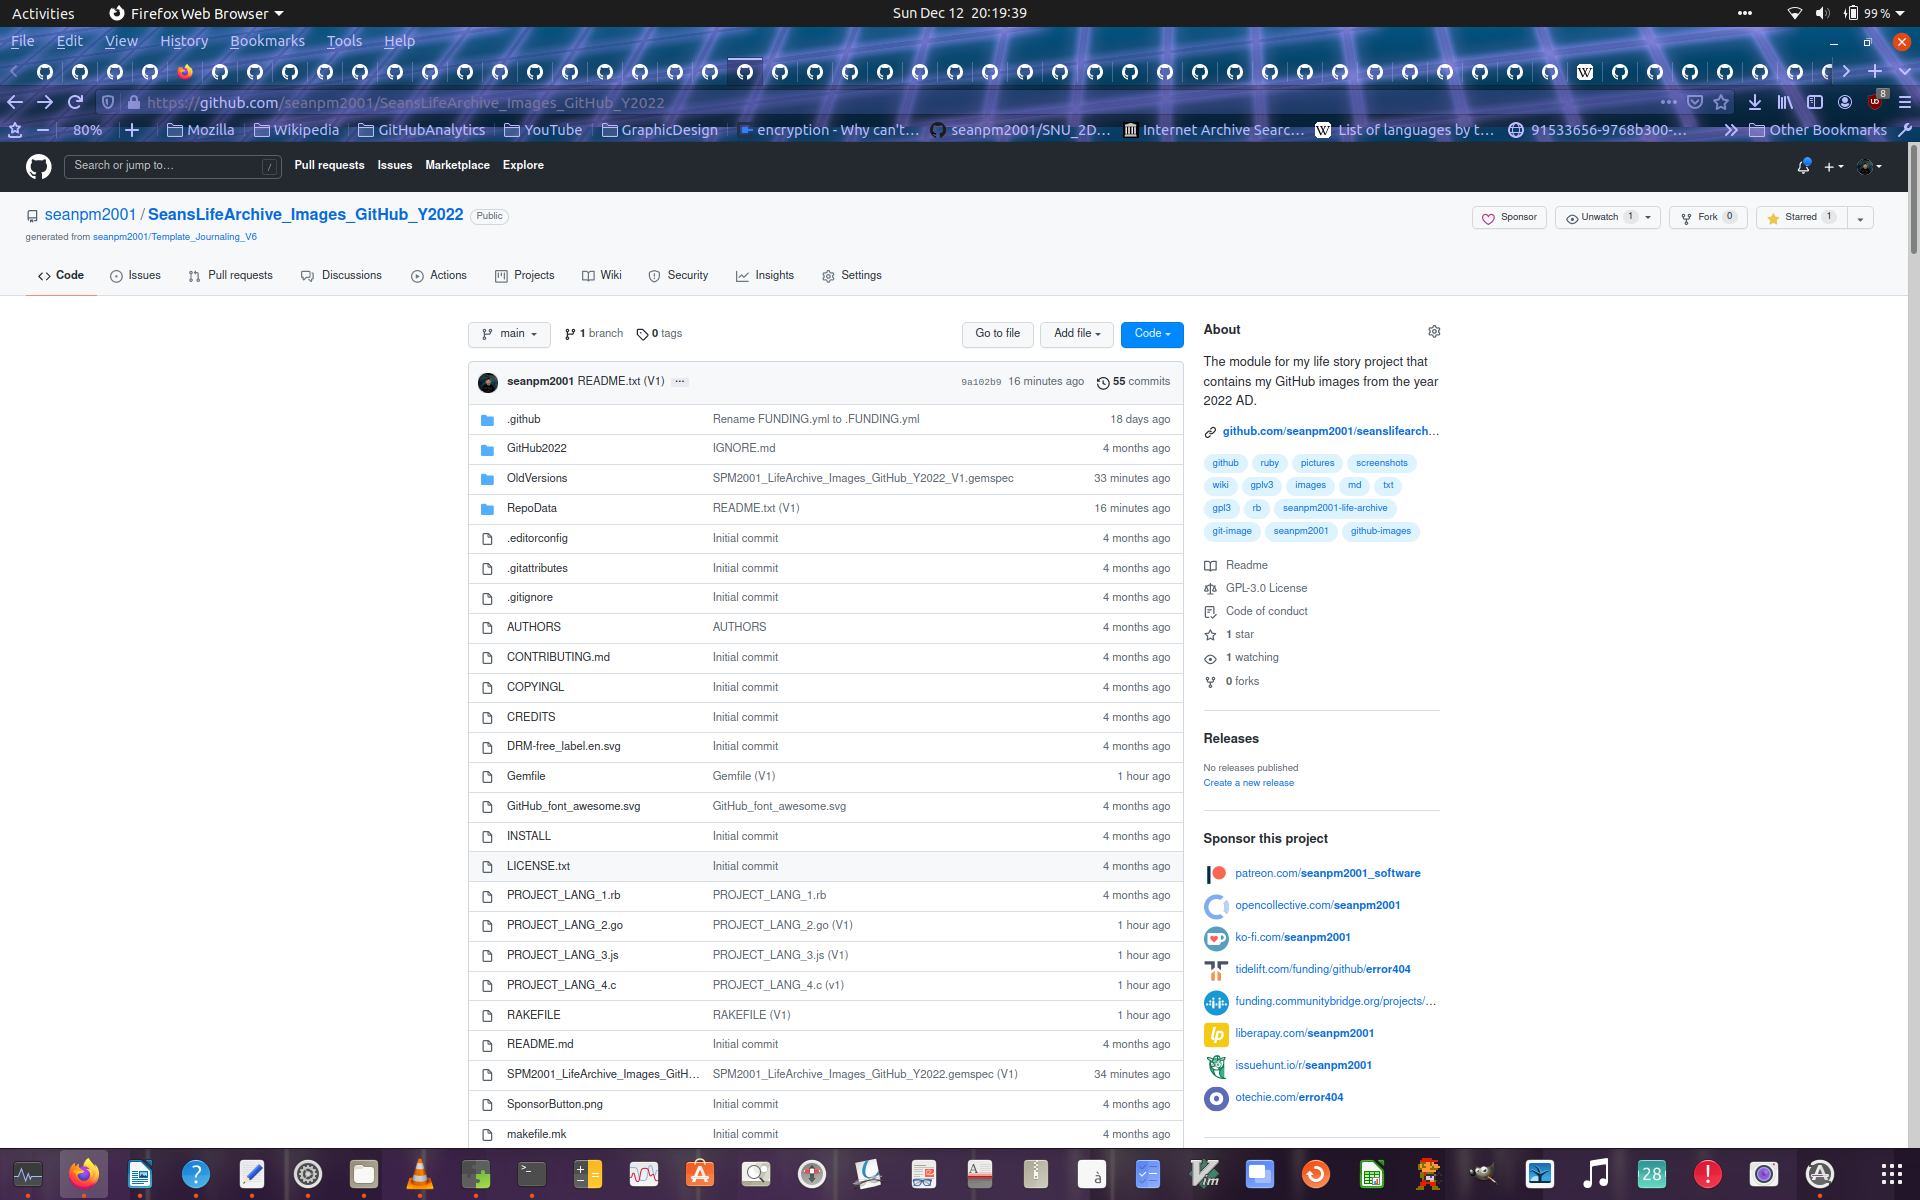 Activities Firefox Web Browser Sun Dec 12 20:19:39 99 %
File Edit View History Bookmarks Tools Help
https://github.com/seanpm2001/SeansLifeArchive_Images_GitHub_Y2022 8
80% Mozilla Wikipedia GitHubAnalytics YouTube GraphicDesign encryption - Why can't… seanpm2001/SNU_2D… Internet Archive Searc… List of languages by t… 91533656-9768b300-… Other Bookmarks
Search or jump to… / Pull requests Issues Marketplace Explore
seanpm2001 / SeansLifeArchive_Images_GitHub_Y2022 Public Sponsor Unwatch 1 Fork 0 Starred 1
generated from seanpm2001/Template_Journaling_V6
Code Issues Pull requests Discussions Actions Projects Wiki Security Insights Settings
main 1 branch 0 tags Go to file Add file Code
seanpm2001 README.txt (V1) ... 9a102b9 16 minutes ago 55 commits
.github Rename FUNDING.yml to .FUNDING.yml 18 days ago
GitHub2022 IGNORE.md 4 months ago
OldVersions SPM2001_LifeArchive_Images_GitHub_Y2022_V1.gemspec 33 minutes ago
RepoData README.txt (V1) 16 minutes ago
.editorconfig Initial commit 4 months ago
.gitattributes Initial commit 4 months ago
.gitignore Initial commit 4 months ago
AUTHORS AUTHORS 4 months ago
CONTRIBUTING.md Initial commit 4 months ago
COPYINGL Initial commit 4 months ago
CREDITS Initial commit 4 months ago
DRM-free_label.en.svg Initial commit 4 months ago
Gemfile Gemfile (V1) 1 hour ago
GitHub_font_awesome.svg GitHub_font_awesome.svg 4 months ago
INSTALL Initial commit 4 months ago
LICENSE.txt Initial commit 4 months ago
PROJECT_LANG_1.rb PROJECT_LANG_1.rb 4 months ago
PROJECT_LANG_2.go PROJECT_LANG_2.go (V1) 1 hour ago
PROJECT_LANG_3.js PROJECT_LANG_3.js (V1) 1 hour ago
PROJECT_LANG_4.c PROJECT_LANG_4.c (v1) 1 hour ago
RAKEFILE RAKEFILE (V1) 1 hour ago
README.md Initial commit 4 months ago
SPM2001_LifeArchive_Images_GitH… SPM2001_LifeArchive_Images_GitHub_Y2022.gemspec (V1) 34 minutes ago
SponsorButton.png Initial commit 4 months ago
makefile.mk Initial commit 4 months ago
About
The module for my life story project that
contains my GitHub images from the year
2022 AD.
github.com/seanpm2001/seanslifearch…
github ruby pictures screenshots
wiki gplv3 images md txt
gpl3 rb seanpm2001-life-archive
git-image seanpm2001 github-images
Readme
GPL-3.0 License
Code of conduct
1 star
1 watching
0 forks
Releases
No releases published
Create a new release
Sponsor this project
patreon.com/seanpm2001_software
opencollective.com/seanpm2001
ko-fi.com/seanpm2001
tidelift.com/funding/github/error404
funding.communitybridge.org/projects/…
liberapay.com/seanpm2001
issuehunt.io/r/seanpm2001
otechie.com/error404
28